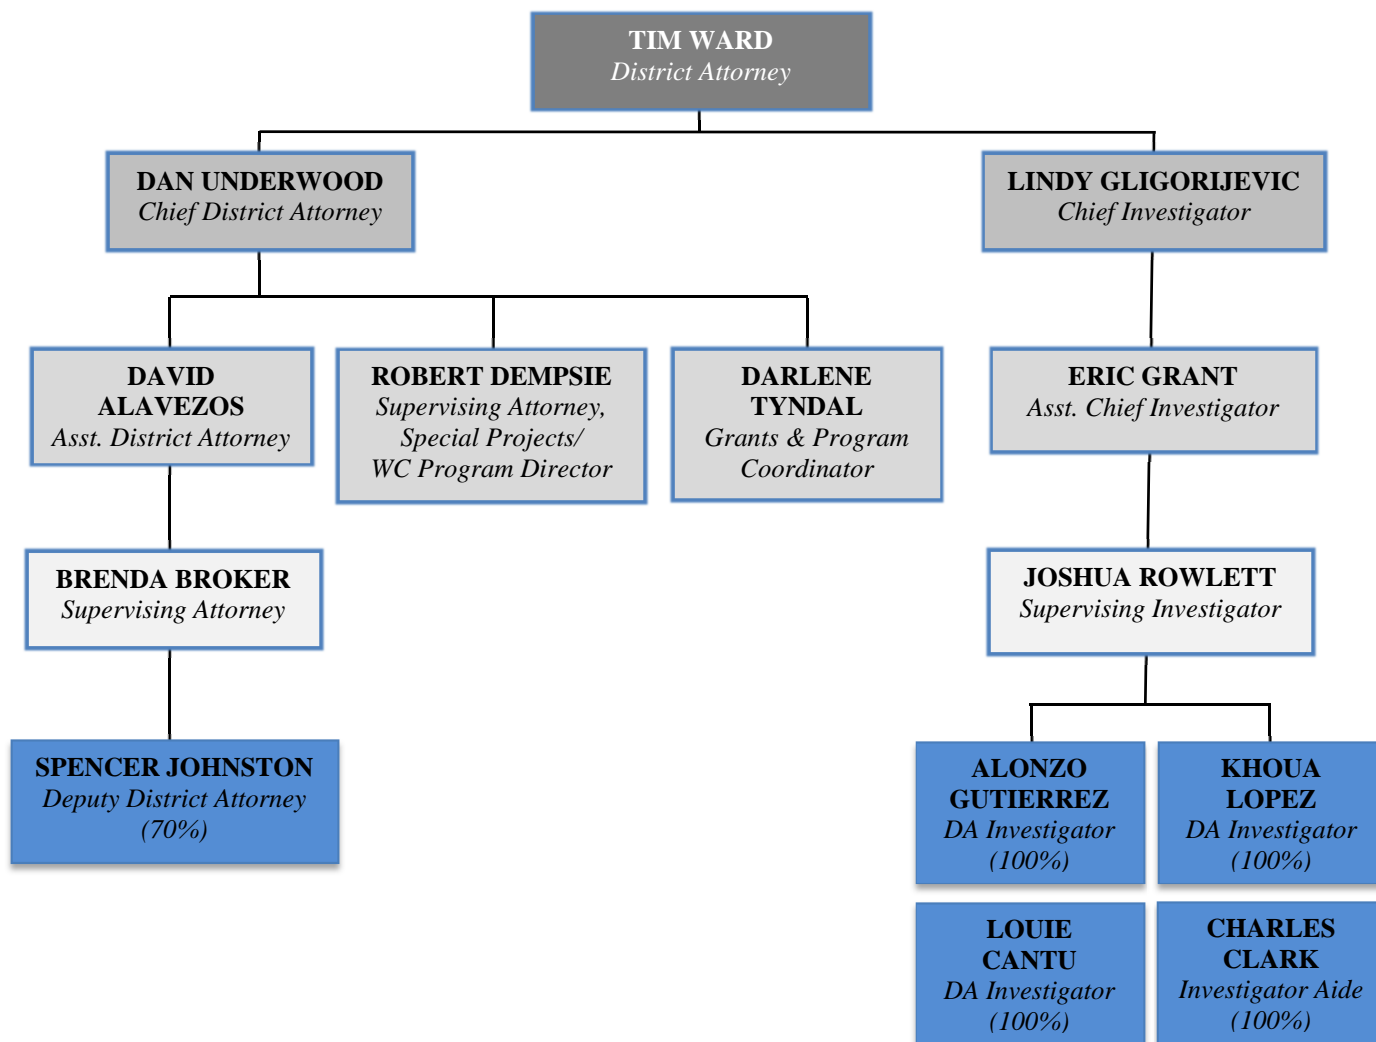 TIM WARD
District Attorney
DAN UNDERWOOD
Chief District Attorney
LINDY GLIGORIJEVIC
Chief Investigator
DAVID
ALAVEZOS
Asst. District Attorney
ROBERT DEMPSIE
Supervising Attorney,
Special Projects/
WC Program Director
DARLENE
TYNDAL
Grants & Program
Coordinator
ERIC GRANT
Asst. Chief Investigator
BRENDA BROKER
Supervising Attorney
JOSHUA ROWLETT
Supervising Investigator
SPENCER JOHNSTON
Deputy District Attorney
(70%)
ALONZO
GUTIERREZ
DA Investigator
(100%)
KHOUA
LOPEZ
DA Investigator
(100%)
LOUIE
CANTU
DA Investigator
(100%)
CHARLES
CLARK
Investigator Aide
(100%)